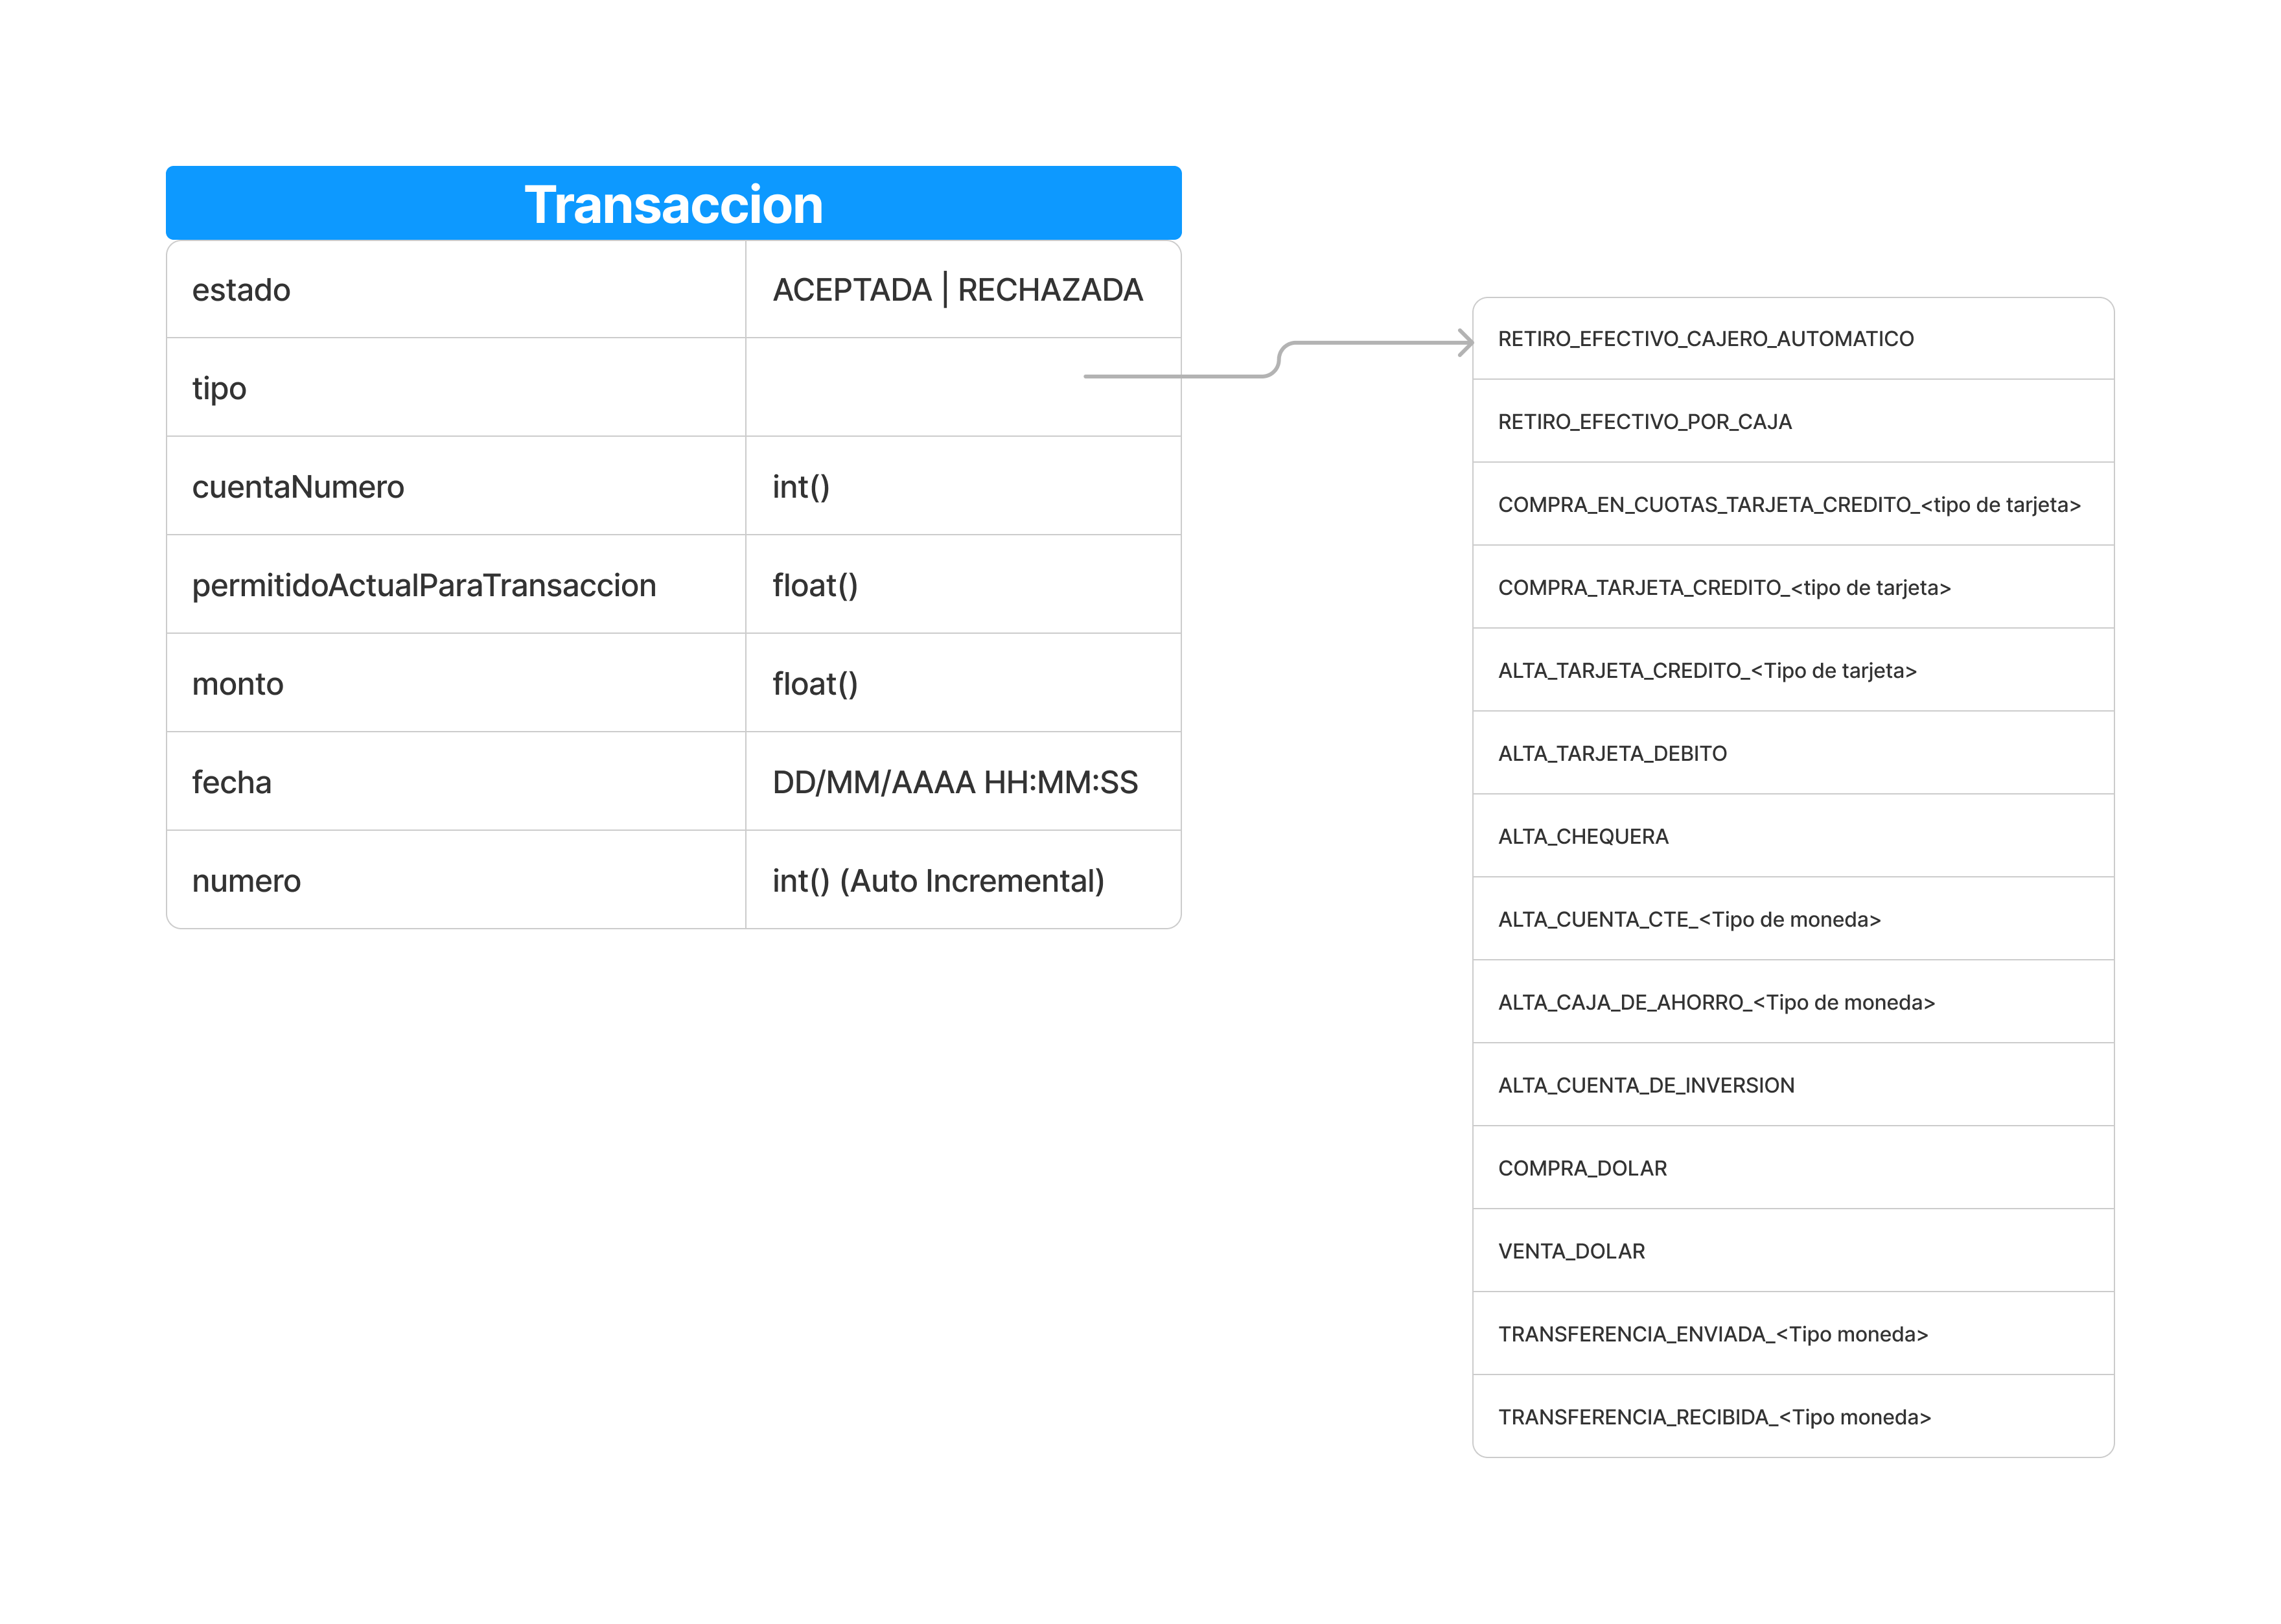 Transaccion
estado ACEPTADA | RECHAZADA
tipo
cuentaNumero int()
permitidoActualParaTransaccion float()
monto float()
fecha DD/MM/AAAA HH:MM:SS
numero int() (Auto Incremental)
RETIRO_EFECTIVO_CAJERO_AUTOMATICO
RETIRO_EFECTIVO_POR_CAJA
COMPRA_EN_CUOTAS_TARJETA_CREDITO_<tipo de tarjeta>
COMPRA_TARJETA_CREDITO_<tipo de tarjeta>
ALTA_TARJETA_CREDITO_<Tipo de tarjeta>
ALTA_TARJETA_DEBITO
ALTA_CHEQUERA
ALTA_CUENTA_CTE_<Tipo de moneda>
ALTA_CAJA_DE_AHORRO_<Tipo de moneda>
ALTA_CUENTA_DE_INVERSION
COMPRA_DOLAR
VENTA_DOLAR
TRANSFERENCIA_ENVIADA_<Tipo moneda>
TRANSFERENCIA_RECIBIDA_<Tipo moneda>